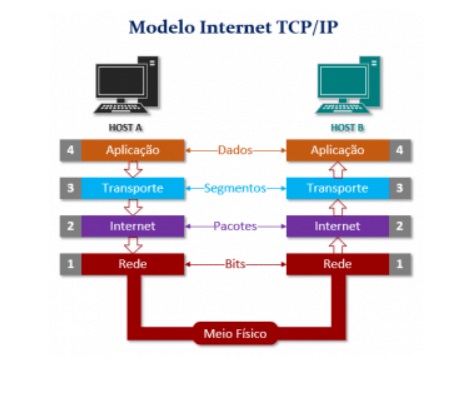 Modelo Internet TCP/IP
HOST A HOST B
4 Aplicação Dados Aplicação 4
3 Transporte Segmentos Transporte 3
2 Internet Pacotes Internet 2
1 Rede Bits Rede 1
Meio Físico